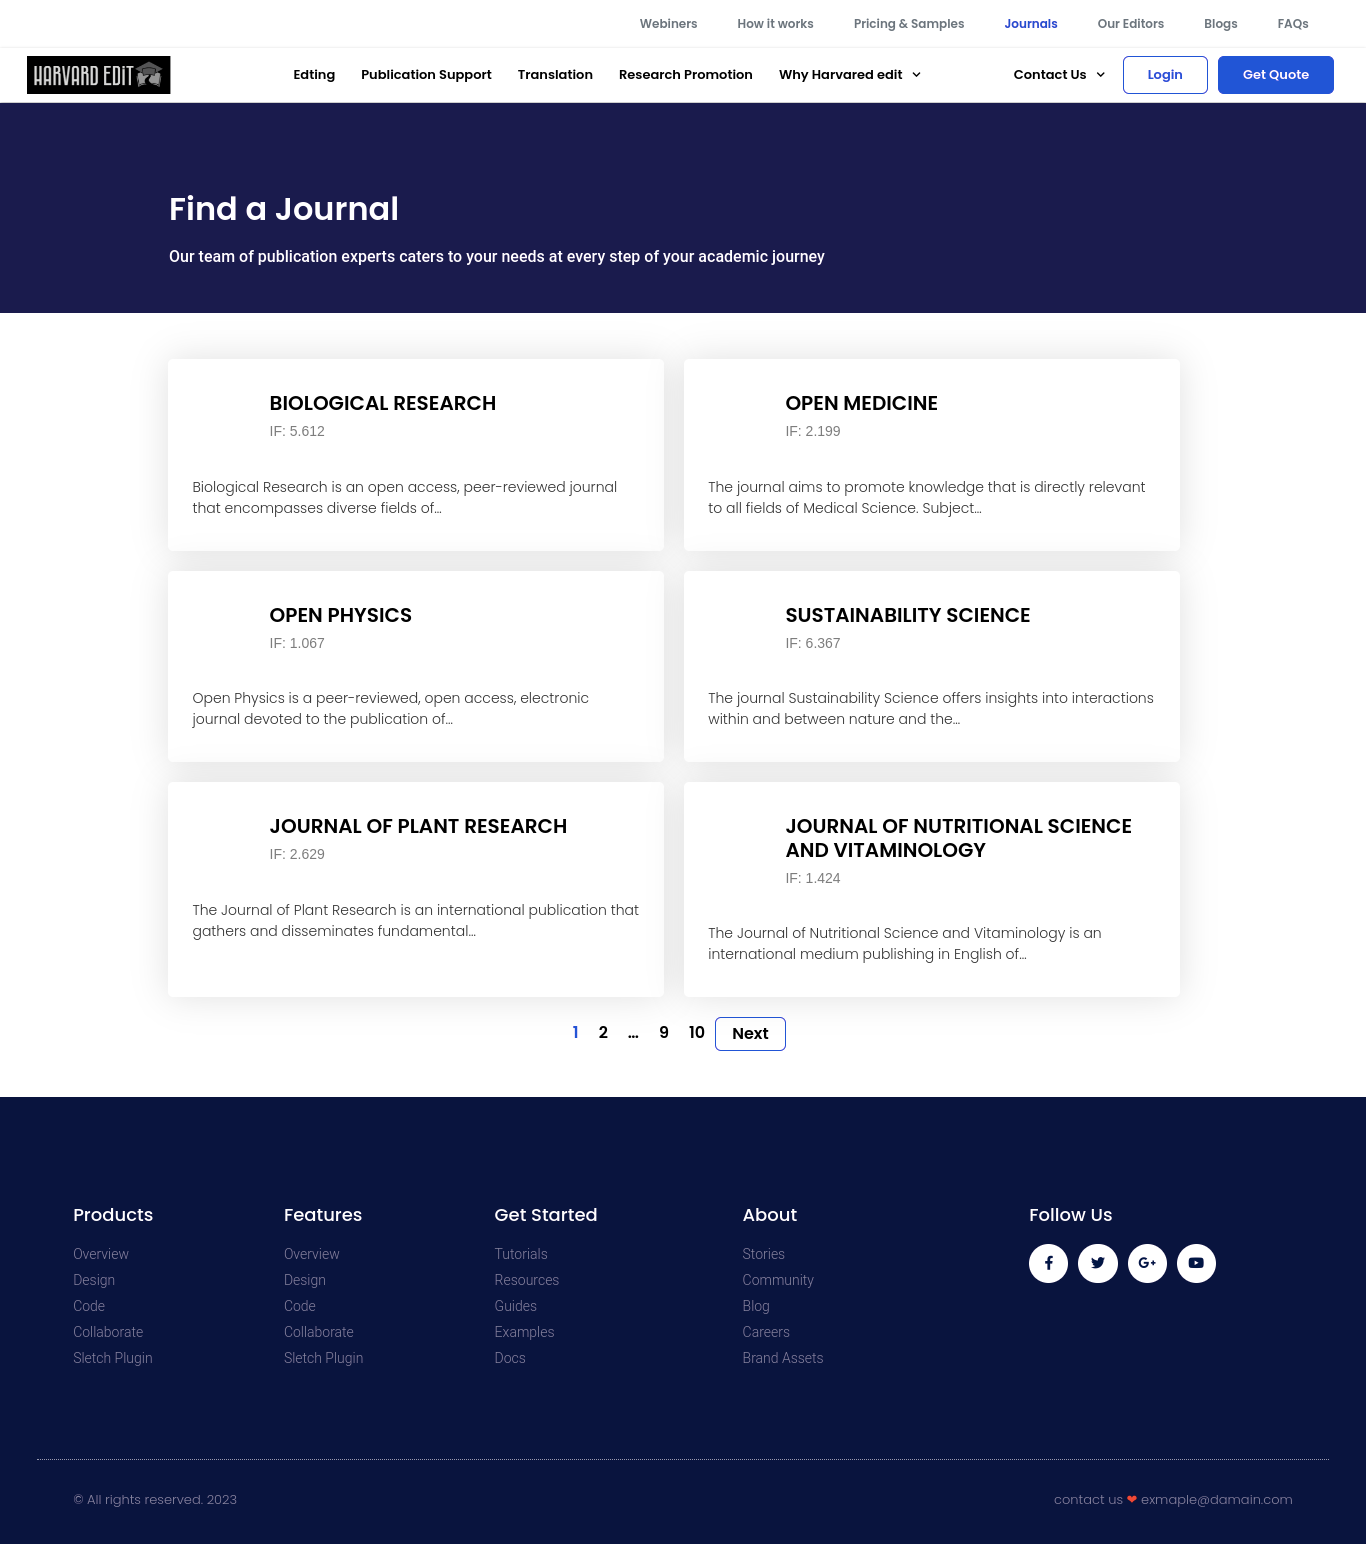 Webiners How it works Pricing & Samples Journals Our Editors Blogs FAQs
HARVARD EDIT Edting Publication Support Translation Research Promotion Why Harvared edit Contact Us Login Get Quote
Find a Journal
Our team of publication experts caters to your needs at every step of your academic journey
BIOLOGICAL RESEARCH
IF: 5.612
Biological Research is an open access, peer-reviewed journal
that encompasses diverse fields of...
OPEN MEDICINE
IF: 2.199
The journal aims to promote knowledge that is directly relevant
to all fields of Medical Science. Subject...
OPEN PHYSICS
IF: 1.067
Open Physics is a peer-reviewed, open access, electronic
journal devoted to the publication of...
SUSTAINABILITY SCIENCE
IF: 6.367
The journal Sustainability Science offers insights into interactions
within and between nature and the...
JOURNAL OF PLANT RESEARCH
IF: 2.629
The Journal of Plant Research is an international publication that
gathers and disseminates fundamental...
JOURNAL OF NUTRITIONAL SCIENCE
AND VITAMINOLOGY
IF: 1.424
The Journal of Nutritional Science and Vitaminology is an
international medium publishing in English of...
1 2 ... 9 10 Next
Products
Overview
Design
Code
Collaborate
Sletch Plugin
Features
Overview
Design
Code
Collaborate
Sletch Plugin
Get Started
Tutorials
Resources
Guides
Examples
Docs
About
Stories
Community
Blog
Careers
Brand Assets
Follow Us
© All rights reserved. 2023
contact us ❤ exmaple@damain.com